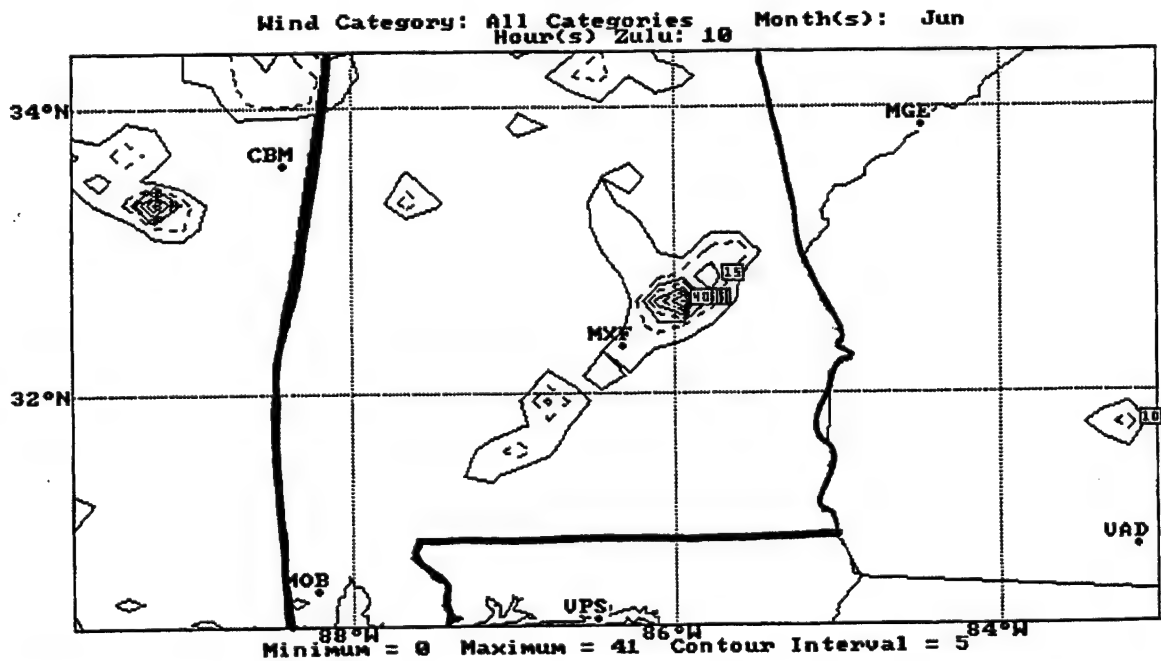 Wind Category: All Categories Month(s): Jun
Hour(s) Zulu: 10
34°N
MGE
CBM
15
40
MXF
32°N
10
VAD
MOB
VPS
88°W 86°W 84°W
Minimum = 0 Maximum = 41 Contour Interval = 5